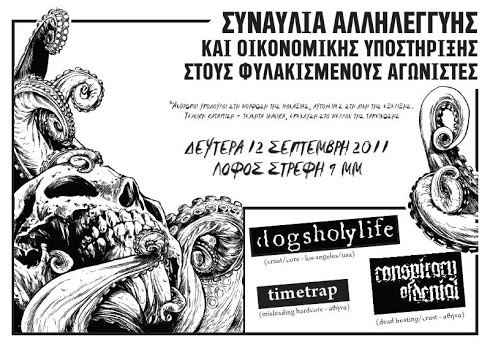 ΣΥΝΑΥΛΙΑ ΑΛΛΗΛΕΓΓΥΗΣ
ΚΑΙ ΟΙΚΟΝΟΜΙΚΗΣ ΥΠΟΣΤΗΡΙΞΗΣ
ΣΤΟΥΣ ΦΥΛΑΚΙΣΜΕΝΟΥΣ ΑΓΩΝΙΣΤΕΣ
ΔΕΥΤΕΡΑ 12 ΣΕΠΤΕΜΒΡΗ 2011
ΛΟΦΟΣ ΣΤΡΕΦΗ 9 ΜΜ
dogsholylife
(crust/core - los angeles/usa)
timetrap
(misleading hardcore - αθήνα)
conspiracy
of denial
(dead beating/crust - αθήνα)